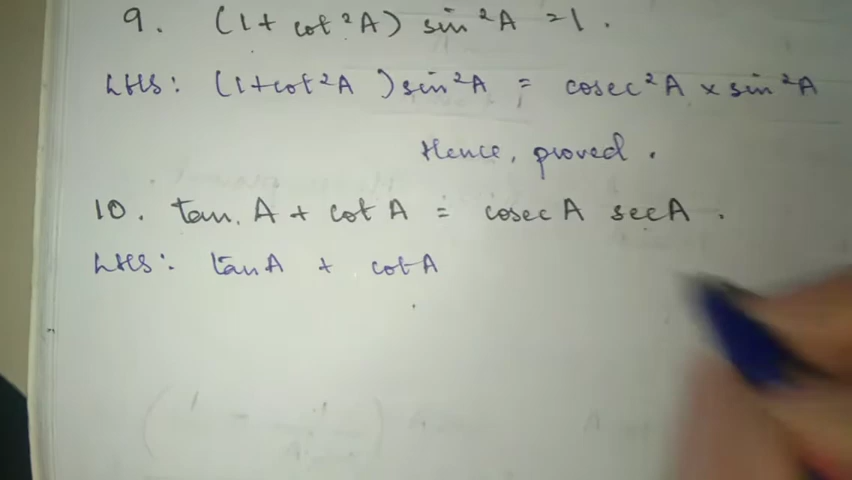 9. (1 + cot²A) sin²A = 1.
LHS: (1+cot²A) sin²A = cosec²A × sin²A
Hence, proved.
10. tan. A + cot A = cosec A sec A.
LHS: tan A + cot A